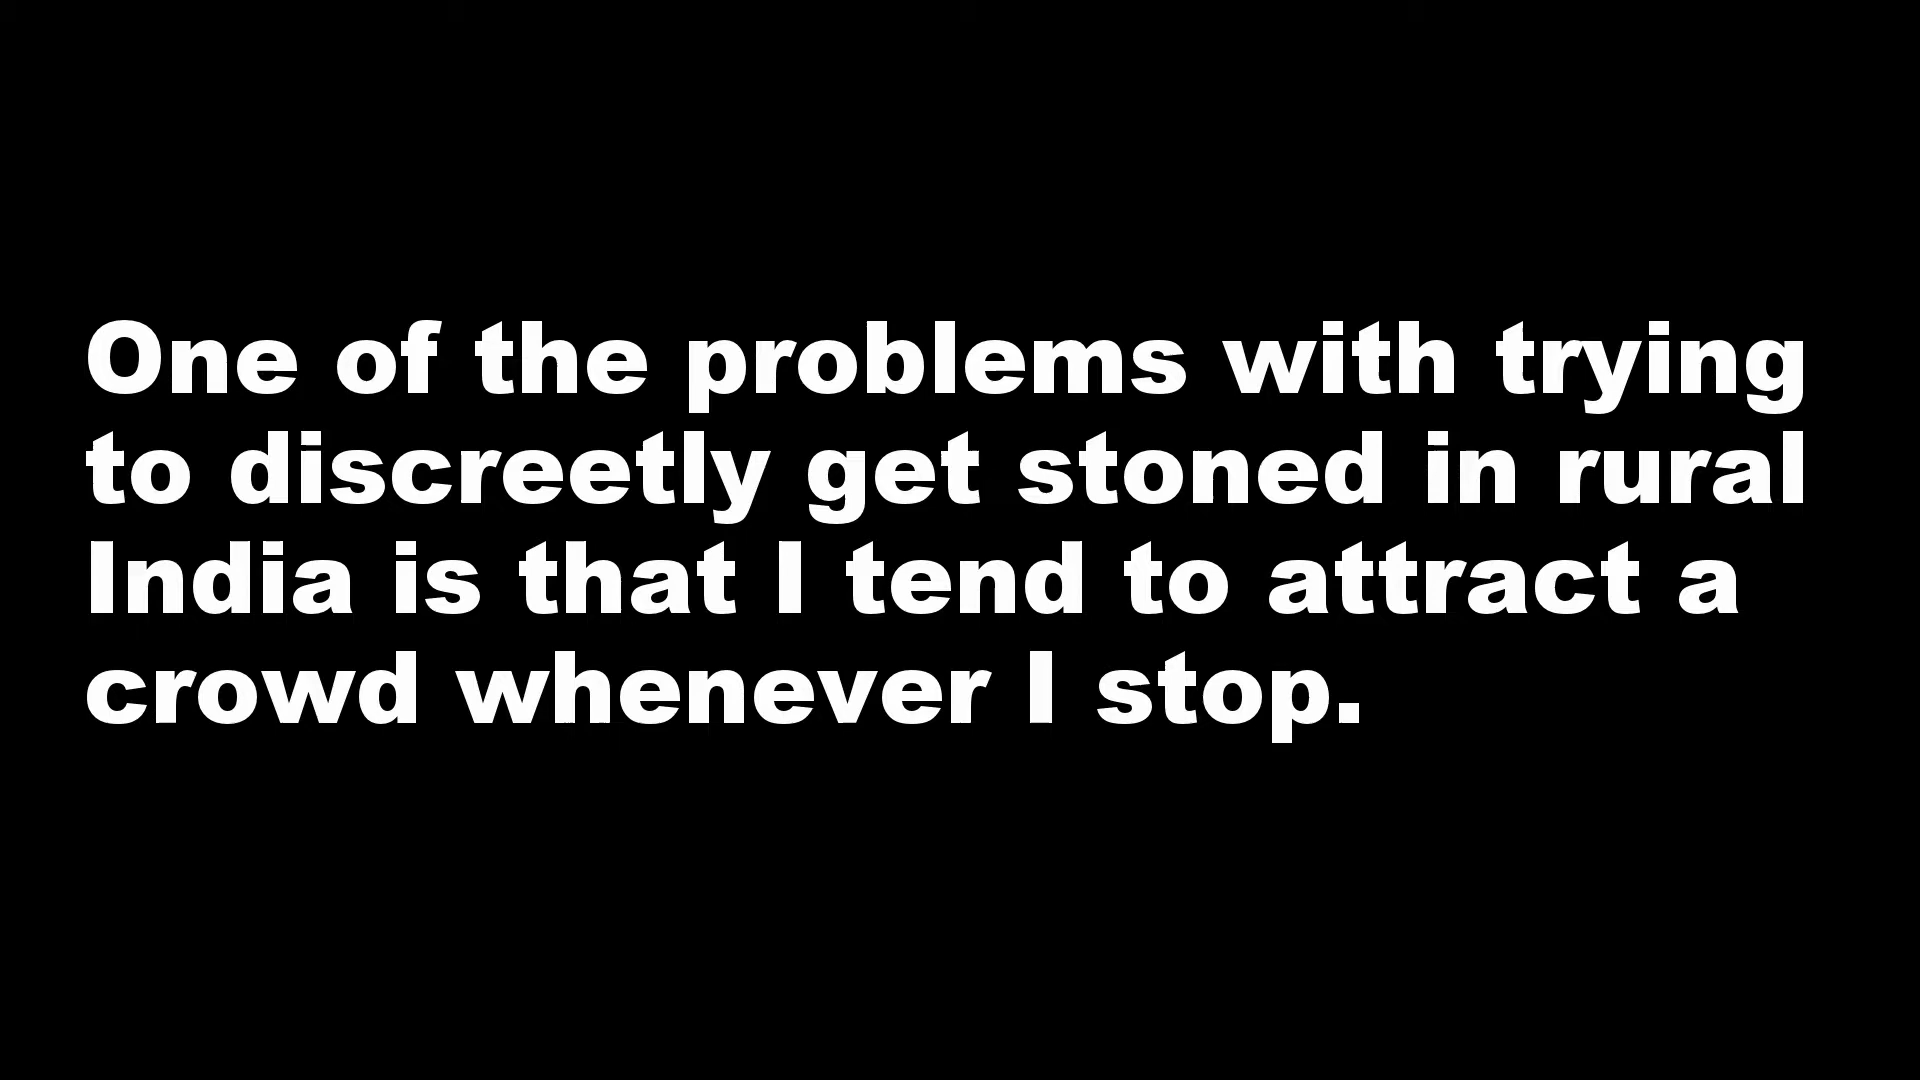 One of the problems with trying
to discreetly get stoned in rural
India is that I tend to attract a
crowd whenever I stop.